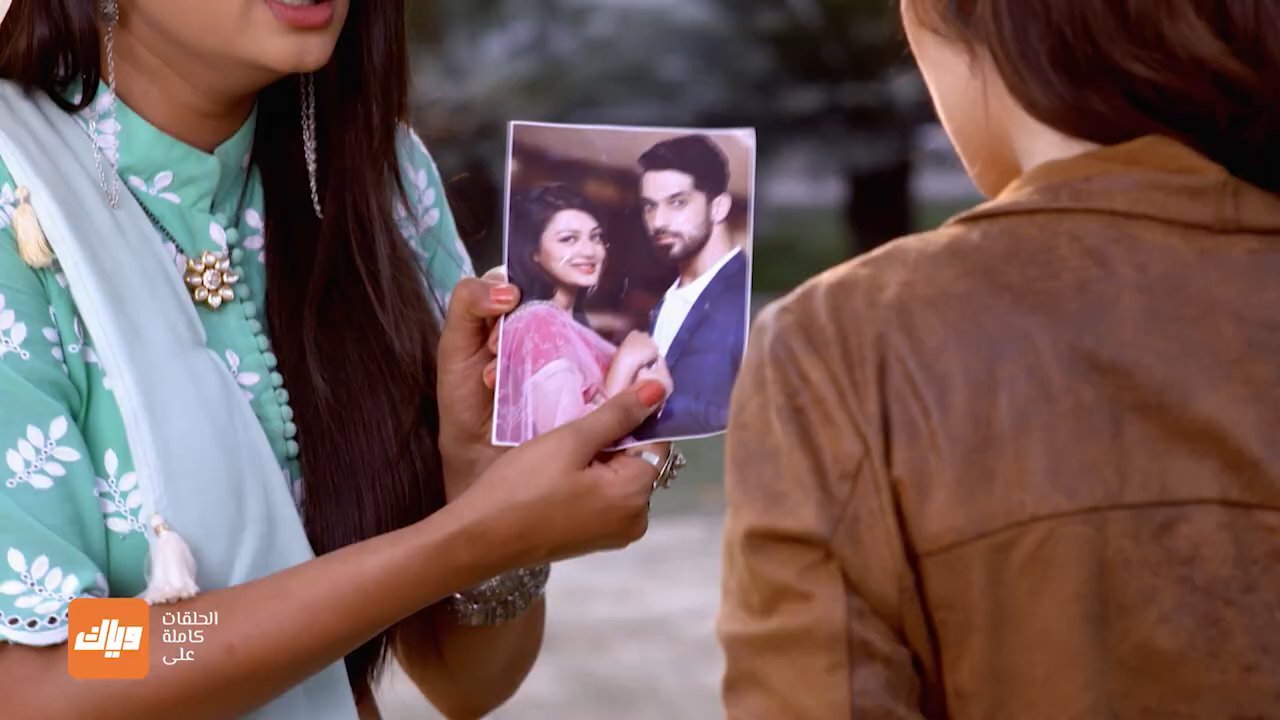 وياك
الحلقات
كاملة
على